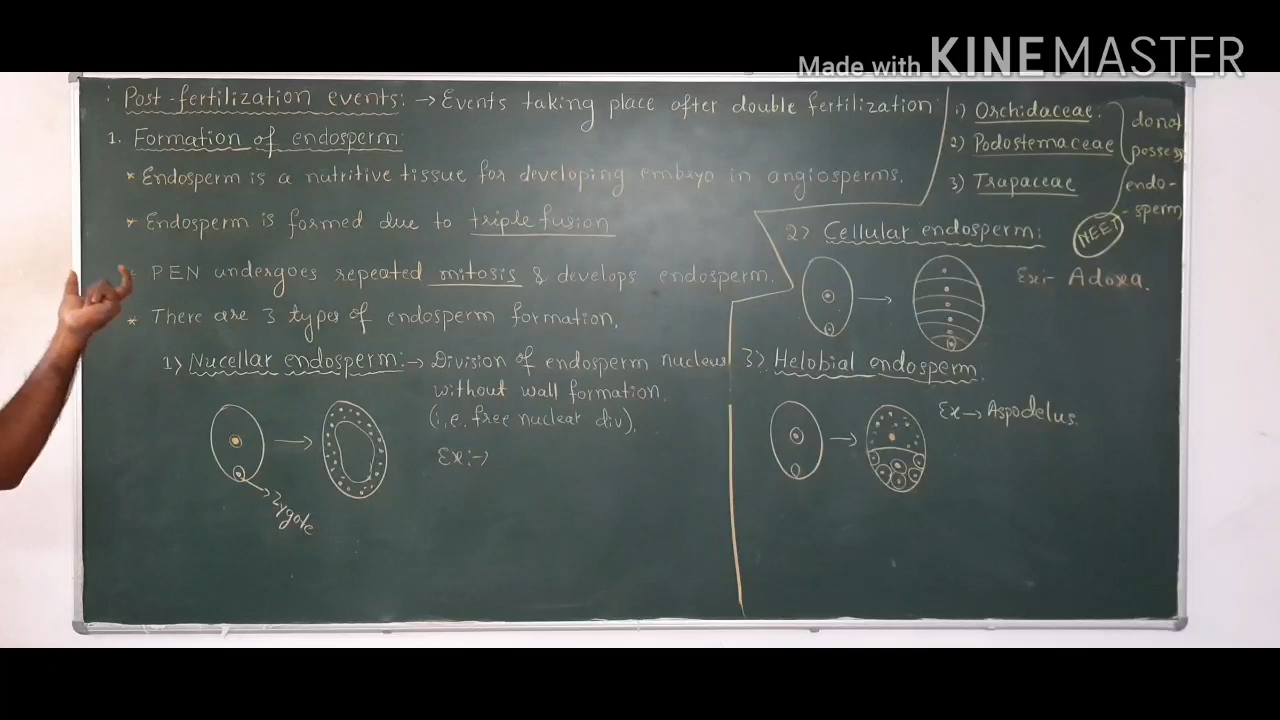 Made with KINEMASTER
: Post-fertilization events: → Events taking place after double fertilization
1. Formation of endosperm:
* Endosperm is a nutritive tissue for developing embryo in angiosperms.
* Endosperm is formed due to triple fusion
* PEN undergoes repeated mitosis & develops endosperm.
* There are 3 types of endosperm formation.
1) Nucellar endosperm:→ Division of endosperm nucleus
without wall formation.
(i.e. free nuclear div).
Ex:→
Zygote
1) Orchidaceae.
2) Podostemaceae
3) Trapaceae
donot
possess
endo-
-sperm
NEET
2) Cellular endosperm:
Ex:- Adoxa.
3) Helobial endosperm.
Ex → Aspodelus.